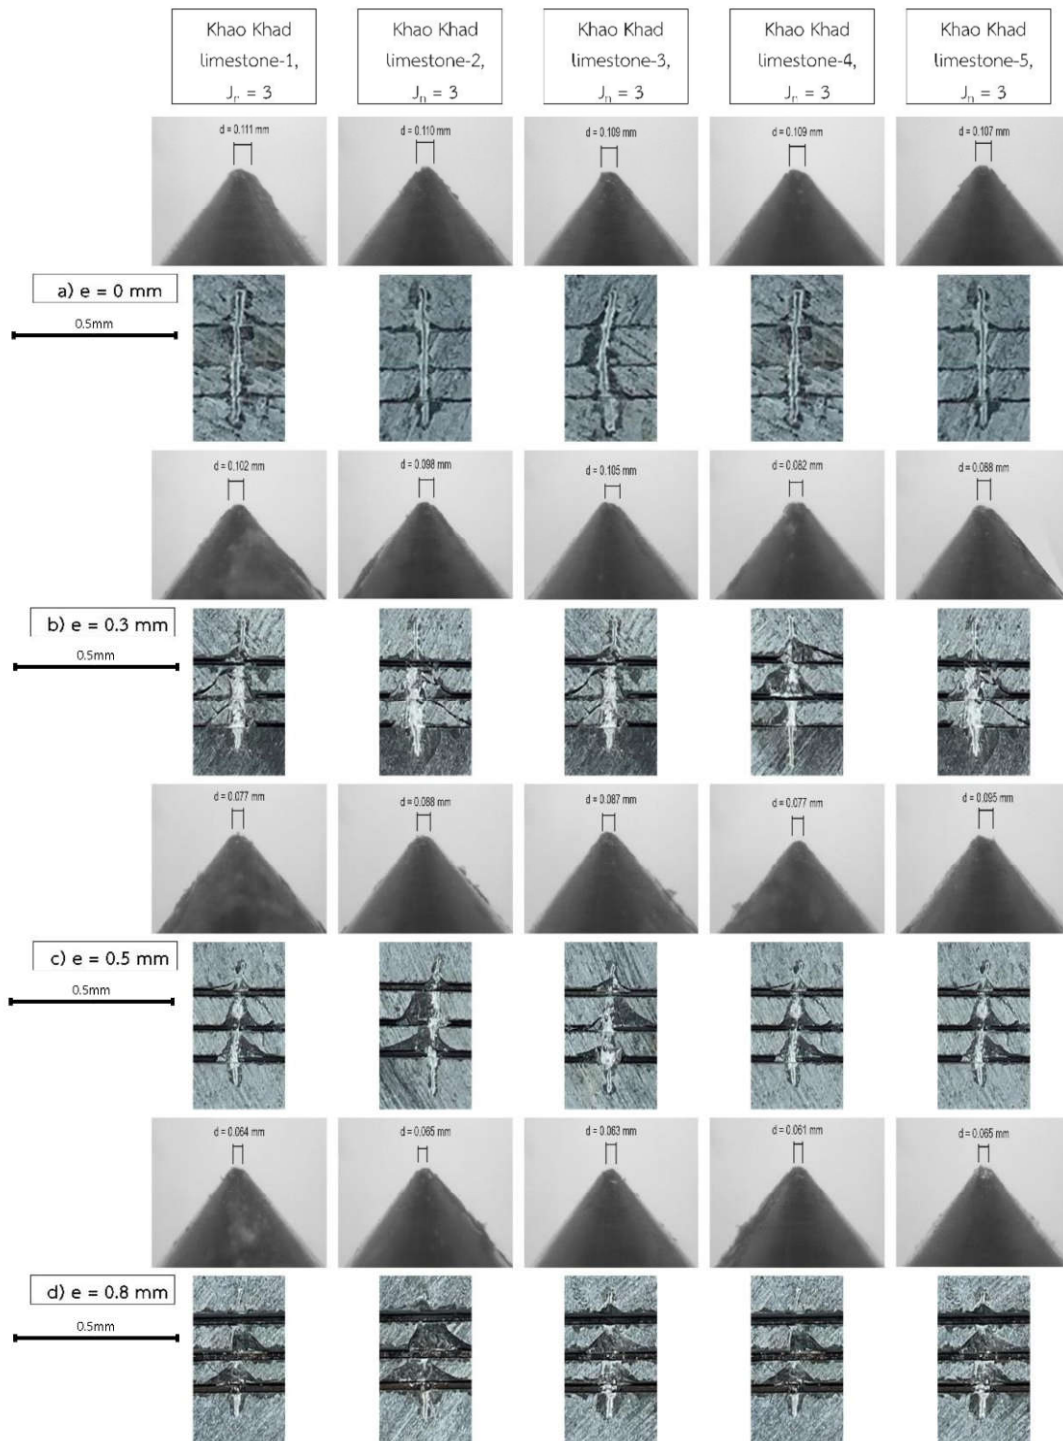 Khao Khad
limestone-1,
Jₙ = 3
Khao Khad
limestone-2,
Jₙ = 3
Khao Khad
limestone-3,
Jₙ = 3
Khao Khad
limestone-4,
Jₙ = 3
Khao Khad
limestone-5,
Jₙ = 3
d = 0.111 mm
d = 0.110 mm
d = 0.109 mm
d = 0.109 mm
d = 0.107 mm
a) e = 0 mm
0.5mm
d = 0.102 mm
d = 0.098 mm
d = 0.105 mm
d = 0.082 mm
d = 0.088 mm
b) e = 0.3 mm
0.5mm
d = 0.077 mm
d = 0.088 mm
d = 0.087 mm
d = 0.077 mm
d = 0.095 mm
c) e = 0.5 mm
0.5mm
d = 0.064 mm
d = 0.065 mm
d = 0.063 mm
d = 0.061 mm
d = 0.065 mm
d) e = 0.8 mm
0.5mm